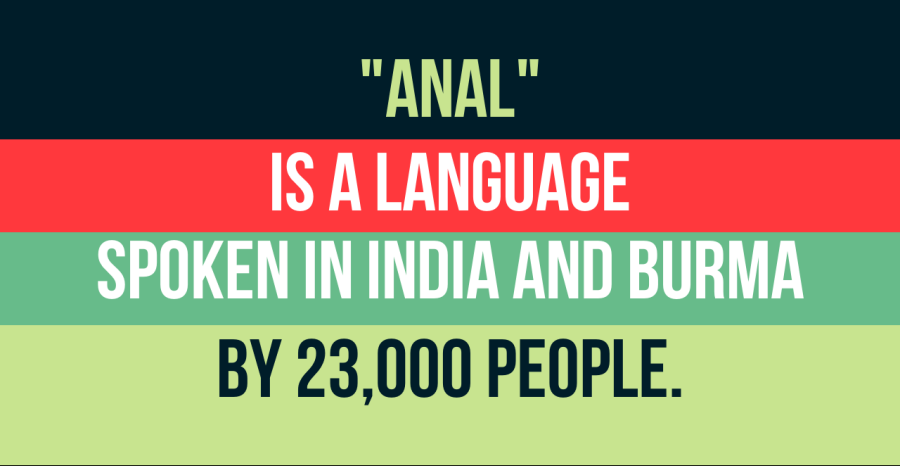 "ANAL"
IS A LANGUAGE
SPOKEN IN INDIA AND BURMA
BY 23,000 PEOPLE.